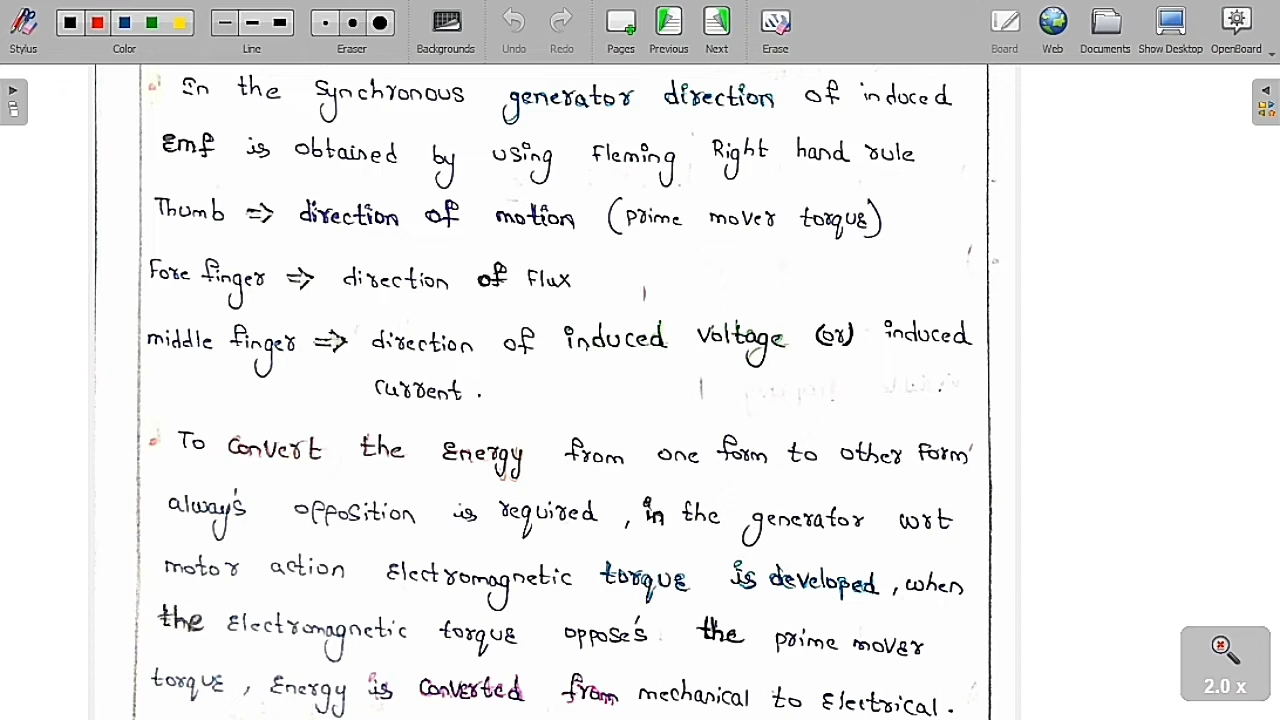 Stylus
Color
Line
Eraser
Backgrounds
Undo
Redo
Pages
Previous
Next
Erase
Board
Web
Documents
Show Desktop
OpenBoard
In the Synchronous generator direction of induced
Emf is obtained by using Fleming Right hand rule
Thumb => direction of motion (prime mover torque)
Fore finger => direction of Flux
middle finger => direction of induced voltage (or) induced
current.
To convert the Energy from one form to other form
alway's opposition is required, in the generator wrt
motor action Electromagnetic torque is developed, when
the Electromagnetic torque oppose's the prime mover
torque, Energy is converted from mechanical to Electrical.
2.0 x